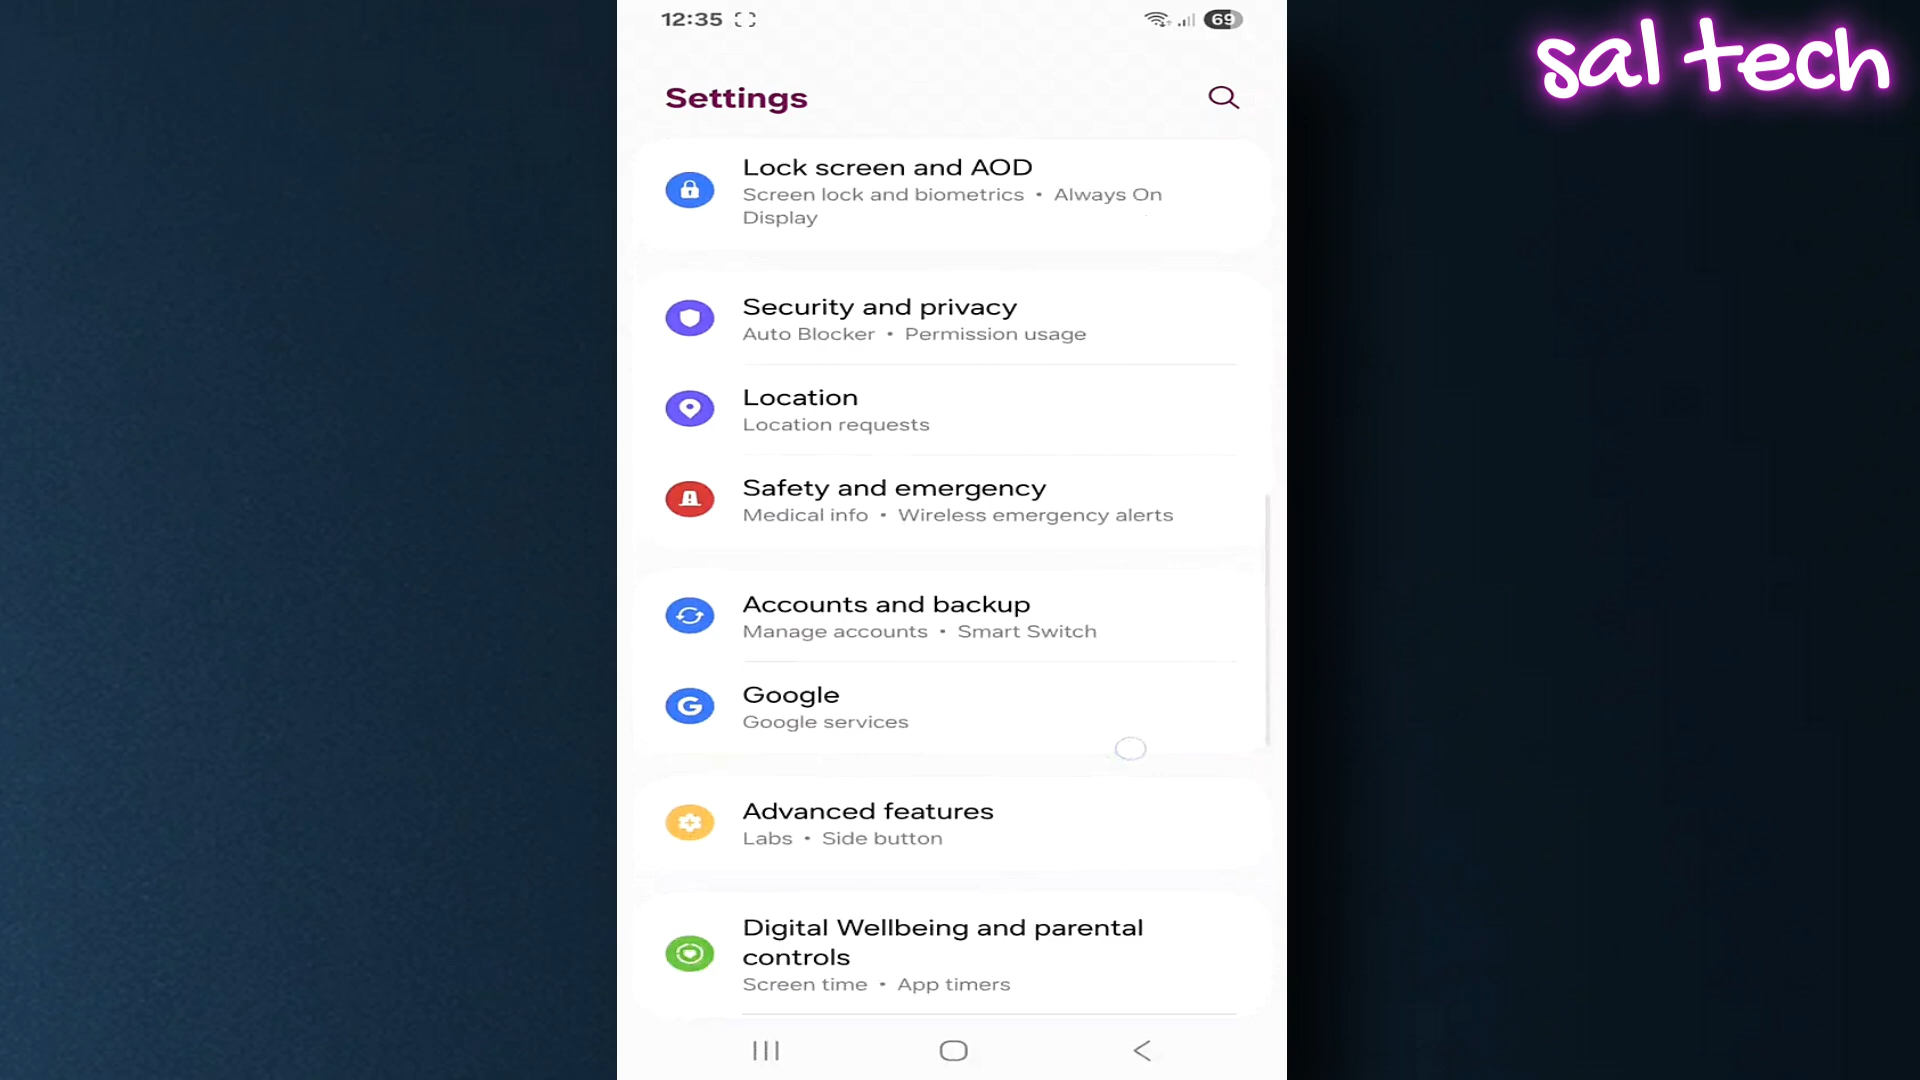 12:35
69
sal tech
Settings
Lock screen and AOD
Screen lock and biometrics • Always On
Display
Security and privacy
Auto Blocker • Permission usage
Location
Location requests
Safety and emergency
Medical info • Wireless emergency alerts
Accounts and backup
Manage accounts • Smart Switch
Google
Google services
Advanced features
Labs • Side button
Digital Wellbeing and parental
controls
Screen time • App timers